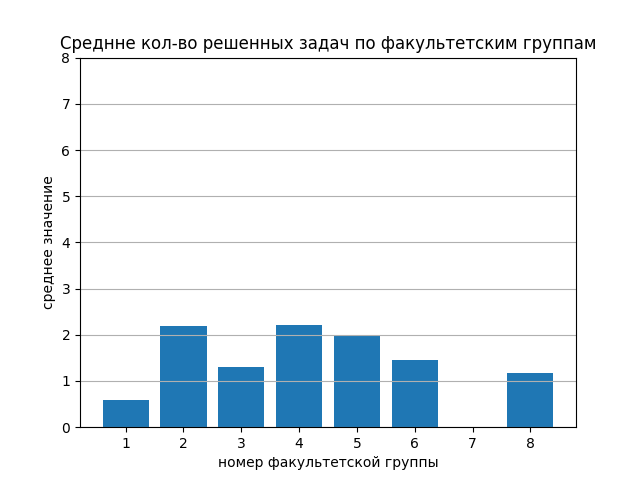 Среднне кол-во решенных задач по факультетским группам
8
7
6
5
4
3
2
1
0
среднее значение
1 2 3 4 5 6 7 8
номер факультетской группы